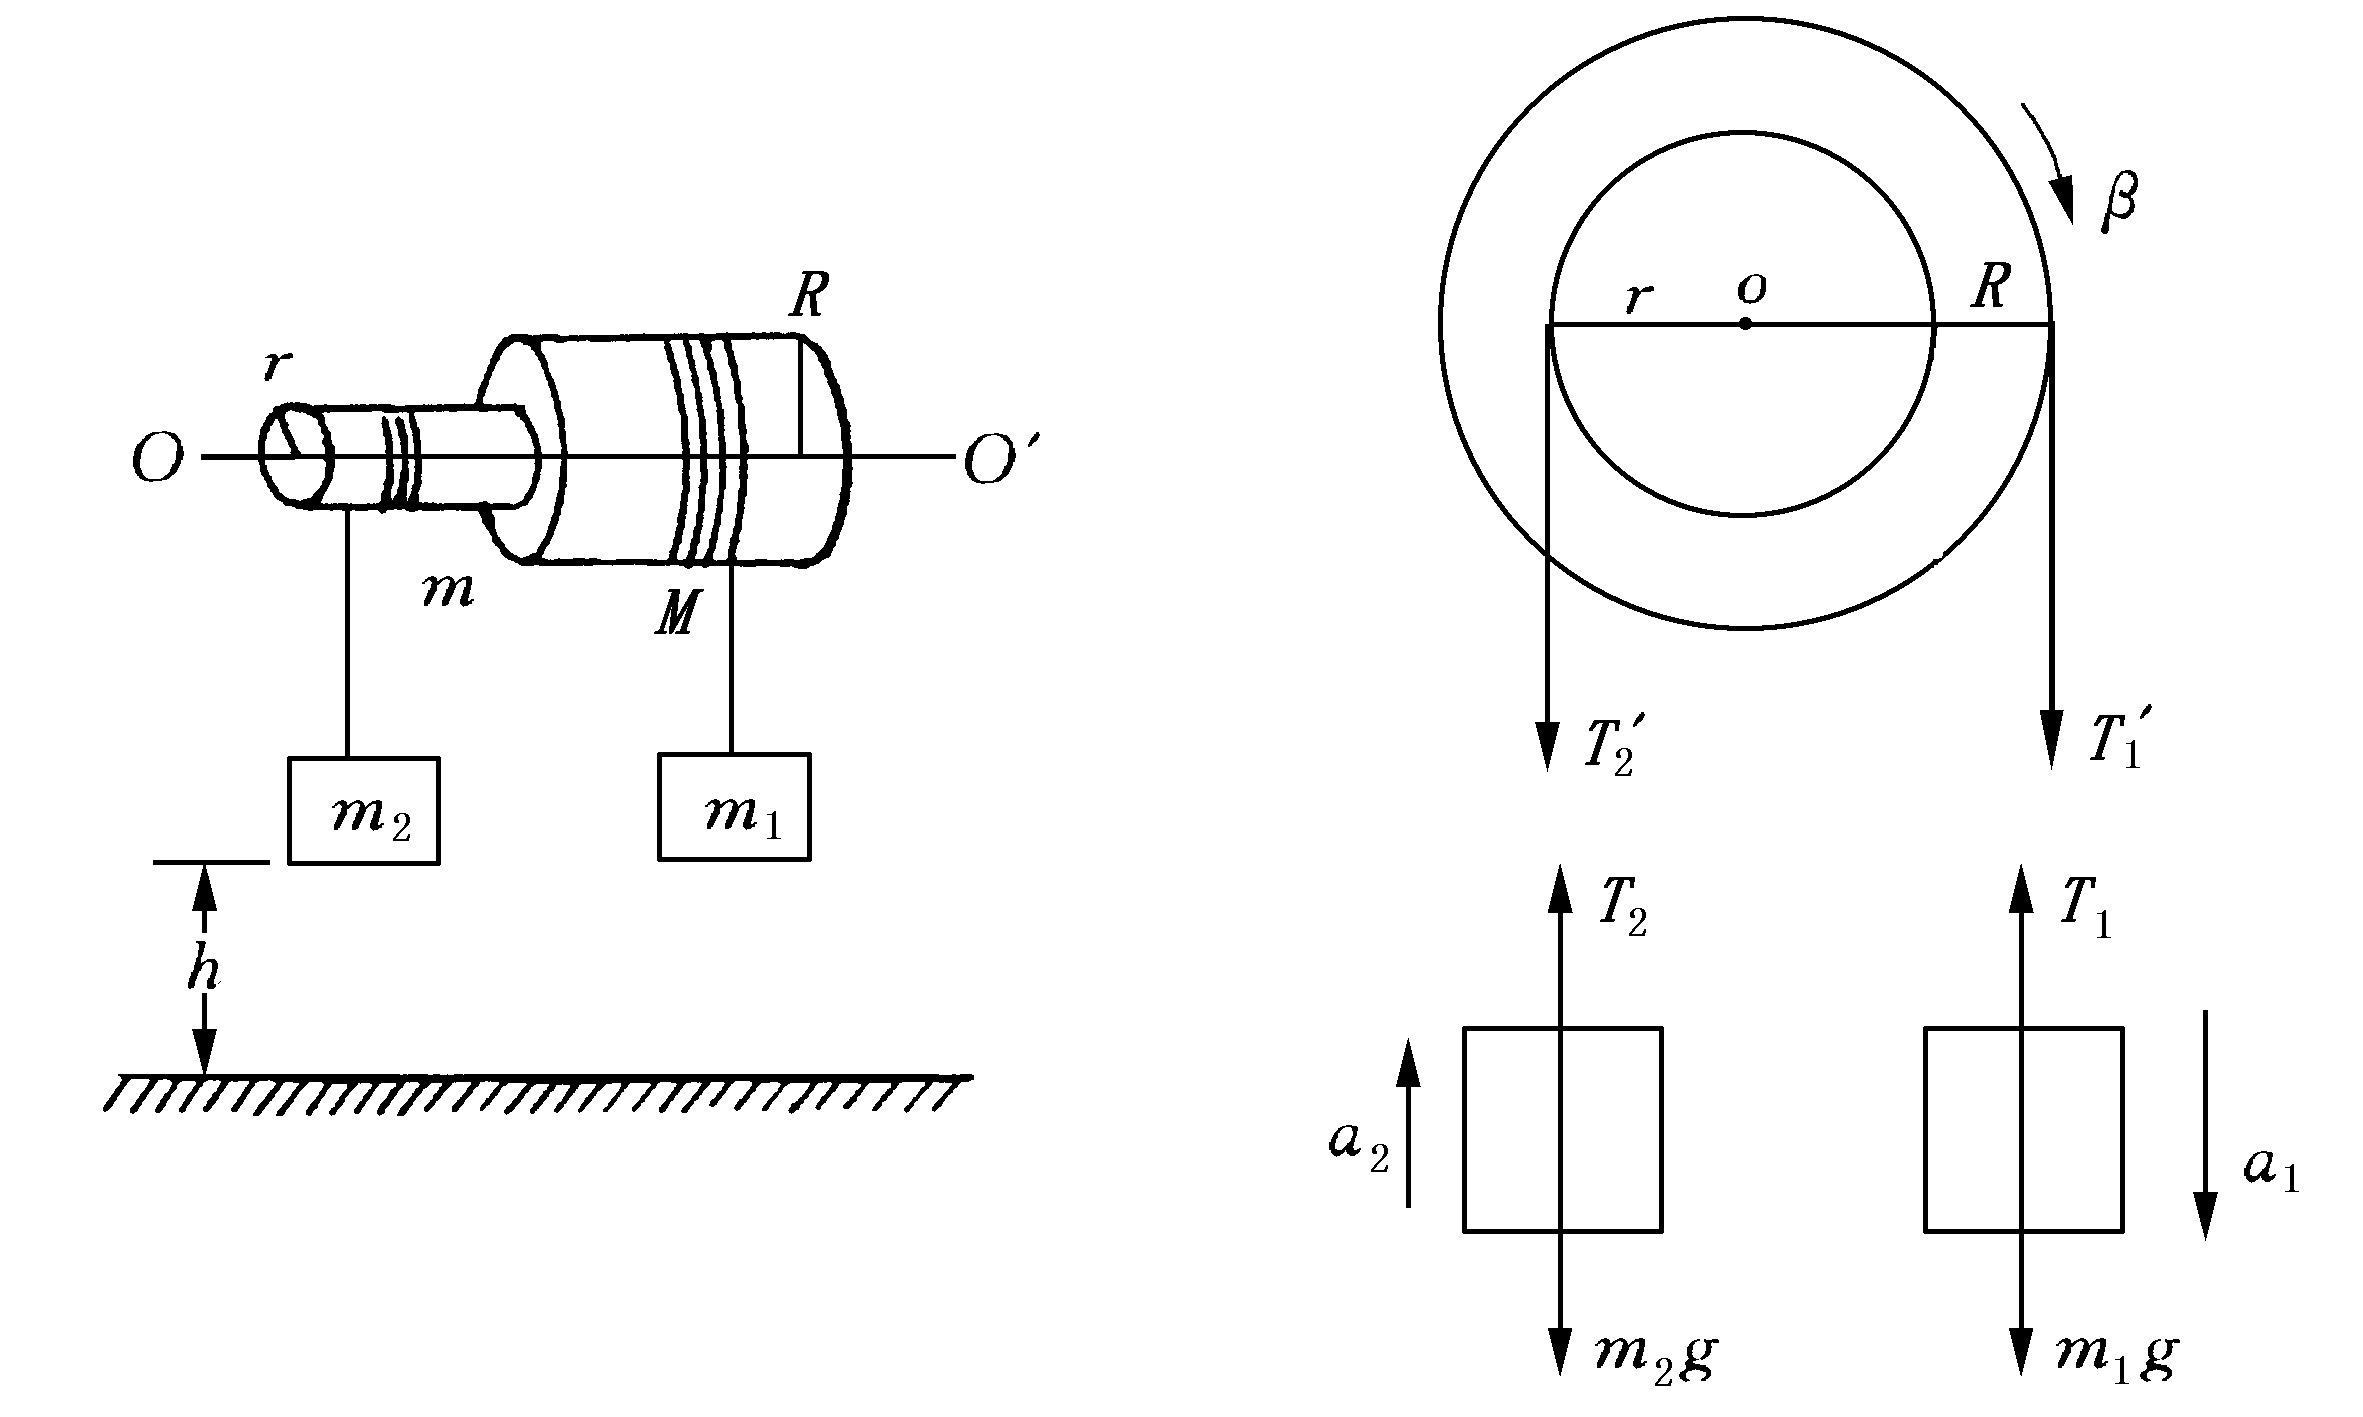 R
r
O
O′
m
M
m₂
m₁
h
β
r
o
R
T₂′
T₁′
T₂
T₁
a₂
a₁
m₂g
m₁g